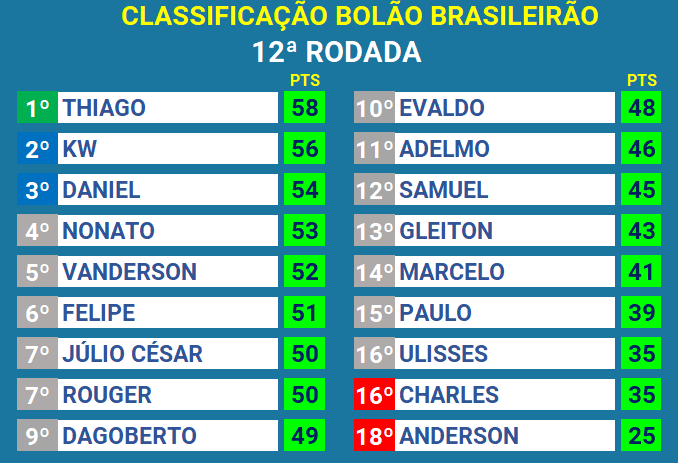 CLASSIFICAÇÃO BOLÃO BRASILEIRÃO
12ª RODADA
PTS
1º THIAGO 58
2º KW 56
3º DANIEL 54
4º NONATO 53
5º VANDERSON 52
6º FELIPE 51
7º JÚLIO CÉSAR 50
7º ROUGER 50
9º DAGOBERTO 49
PTS
10º EVALDO 48
11º ADELMO 46
12º SAMUEL 45
13º GLEITON 43
14º MARCELO 41
15º PAULO 39
16º ULISSES 35
16º CHARLES 35
18º ANDERSON 25